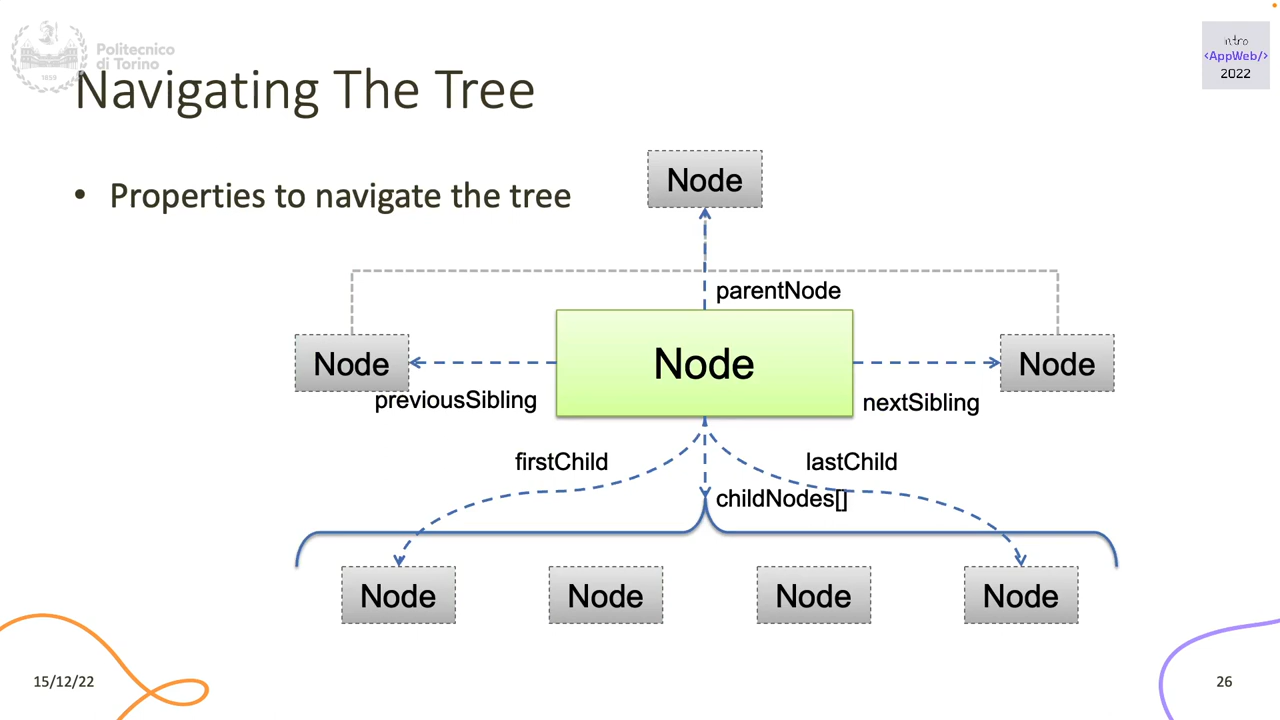 Politecnico
di Torino
1859
intro
<AppWeb/>
2022
Navigating The Tree
• Properties to navigate the tree
Node
parentNode
Node
Node
Node
previousSibling
nextSibling
firstChild
lastChild
childNodes[]
Node
Node
Node
Node
15/12/22
26